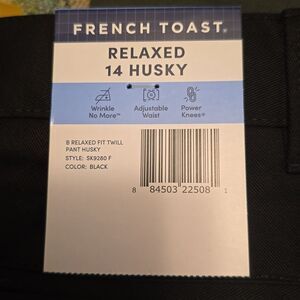 FRENCH TOAST®
RELAXED
14 HUSKY
Wrinkle No More™
Adjustable Waist
Power Knees®
B RELAXED FIT TWILL
PANT HUSKY
STYLE: SK9280 F
COLOR: BLACK
8 84503 22508 1